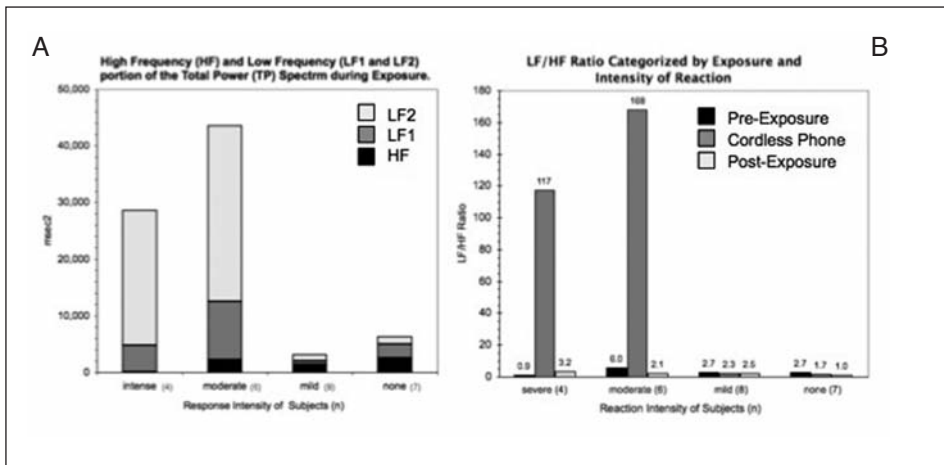 A
High Frequency (HF) and Low Frequency (LF1 and LF2)
portion of the Total Power (TP) Spectrm during Exposure.
50,000
40,000
30,000
20,000
10,000
0
msec2
LF2
LF1
HF
intense (4)
moderate (6)
mild (8)
none (7)
Response Intensity of Subjects (n)
B
LF/HF Ratio Categorized by Exposure and
Intensity of Reaction
180
160
140
120
100
80
60
40
20
0
LF/HF Ratio
Pre-Exposure
Cordless Phone
Post-Exposure
0.9
117
3.2
6.0
168
2.1
2.7
2.3
2.5
2.7
1.7
1.0
severe (4)
moderate (6)
mild (8)
none (7)
Reaction Intensity of Subjects (n)